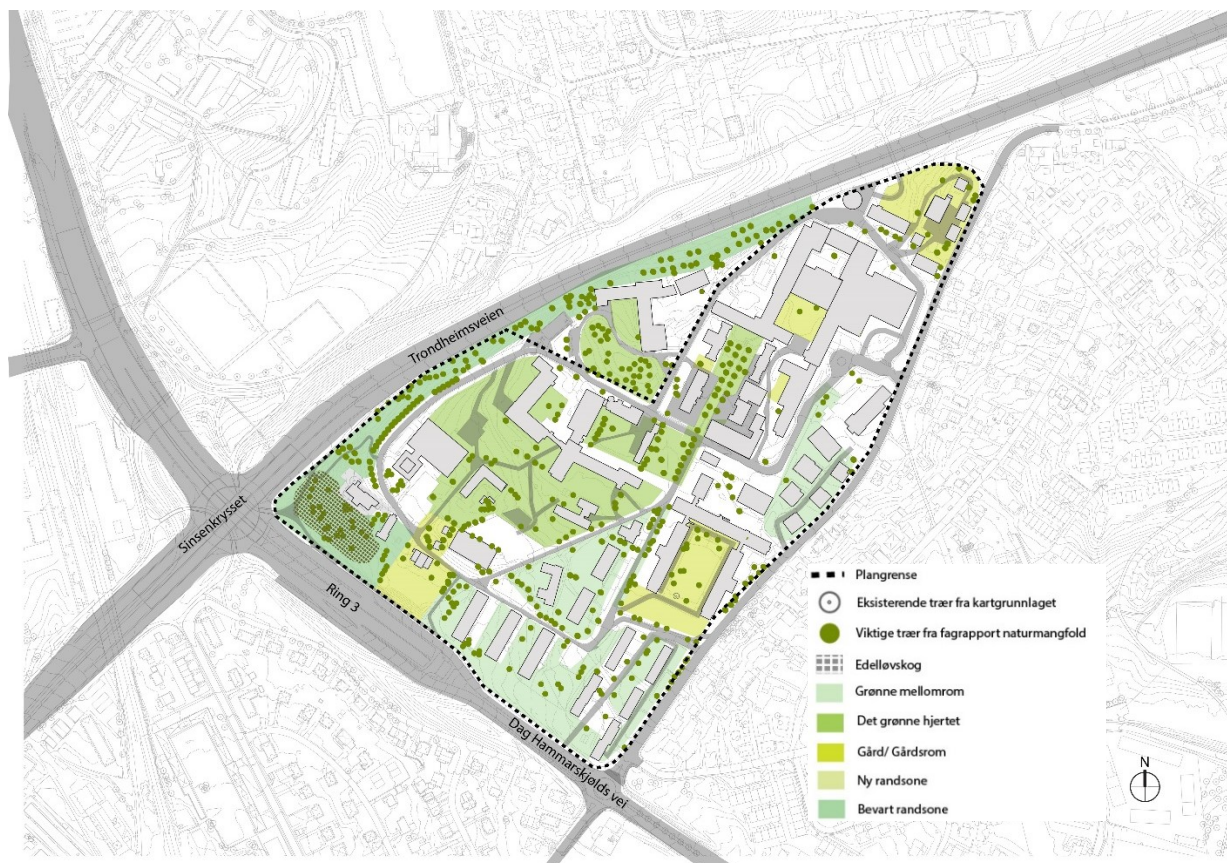 Trondheimsveien
Sinsenkrysset
Ring 3
Dag Hammarskjølds vei
Plangrense
Eksisterende trær fra kartgrunnlaget
Viktige trær fra fagrapport naturmangfold
Edelløvskog
Grønne mellomrom
Det grønne hjertet
Gård/ Gårdsrom
Ny randsone
Bevart randsone
N